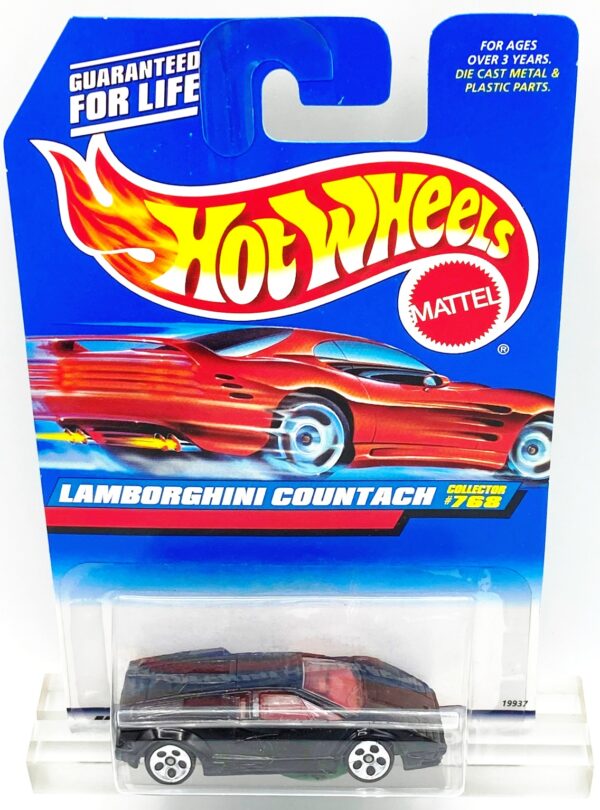 GUARANTEED
FOR LIFE
FOR AGES
OVER 3 YEARS.
DIE CAST METAL &
PLASTIC PARTS.
HOT WHEELS
MATTEL
®
LAMBORGHINI COUNTACH
COLLECTOR
#768
19937